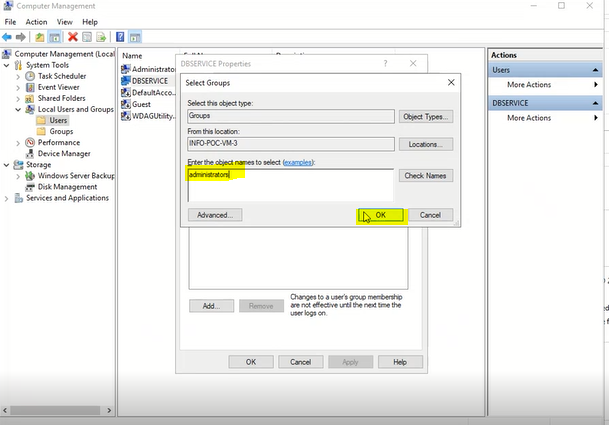 Computer Management
File Action View Help
Computer Management (Local
System Tools
Task Scheduler
Event Viewer
Shared Folders
Local Users and Groups
Users
Groups
Performance
Device Manager
Storage
Windows Server Backup
Disk Management
Services and Applications
Name
Administrator
DBSERVICE
DefaultAcco...
Guest
WDAGUtility...
DBSERVICE Properties
Select Groups
Select this object type:
Groups
Object Types...
From this location:
INFO-POC-VM-3
Locations...
Enter the object names to select (examples):
administrators
Check Names
Advanced...
OK
Cancel
Add...
Remove
Changes to a user's group membership
are not effective until the next time the
user logs on.
OK
Cancel
Apply
Help
Actions
Users
More Actions
DBSERVICE
More Actions